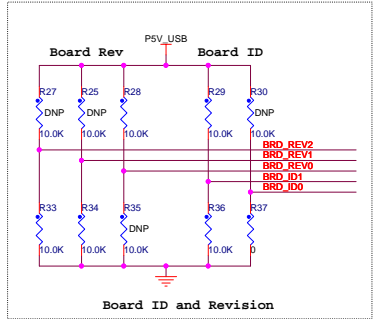 P5V_USB
Board Rev Board ID
R27 R25 R28 R29 R30
DNP DNP DNP
10.0K 10.0K 10.0K 10.0K 10.0K
BRD_REV2
BRD_REV1
BRD_REV0
BRD_ID1
BRD_ID0
R33 R34 R35 R36 R37
DNP
10.0K 10.0K 10.0K 10.0K 0
Board ID and Revision